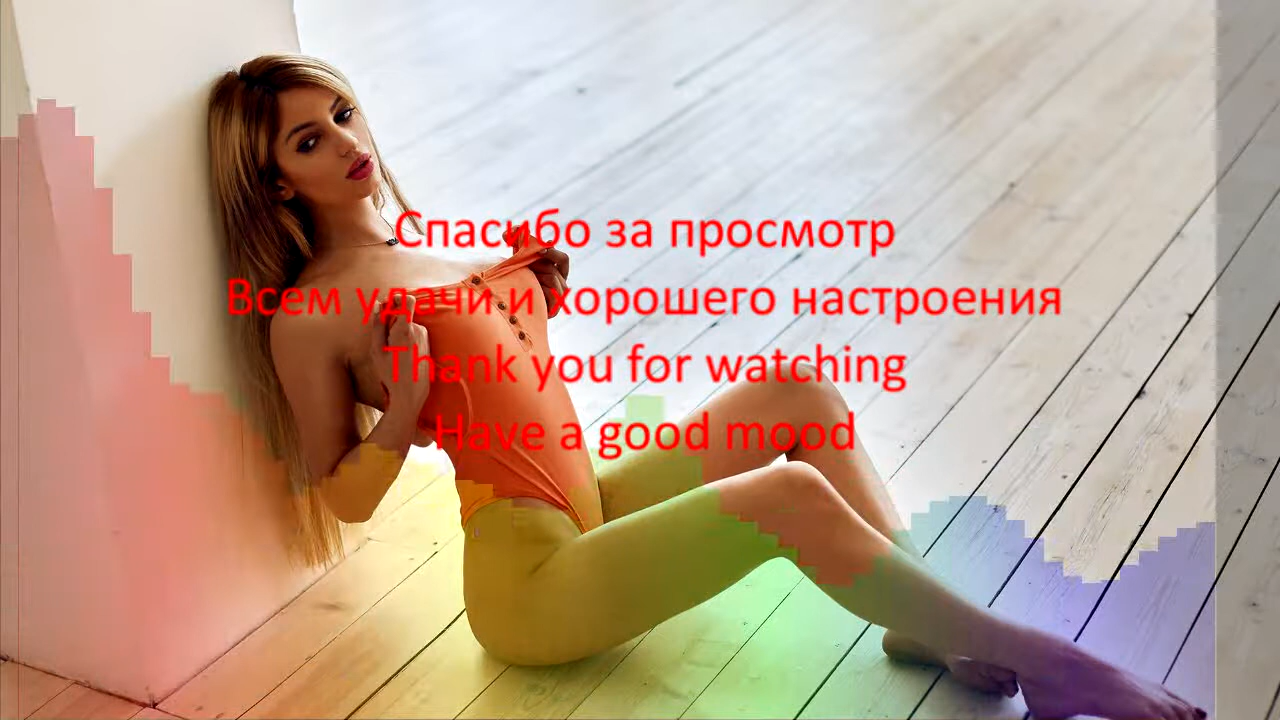 Спасибо за просмотр
Всем удачи и хорошего настроения
Thank you for watching
Have a good mood